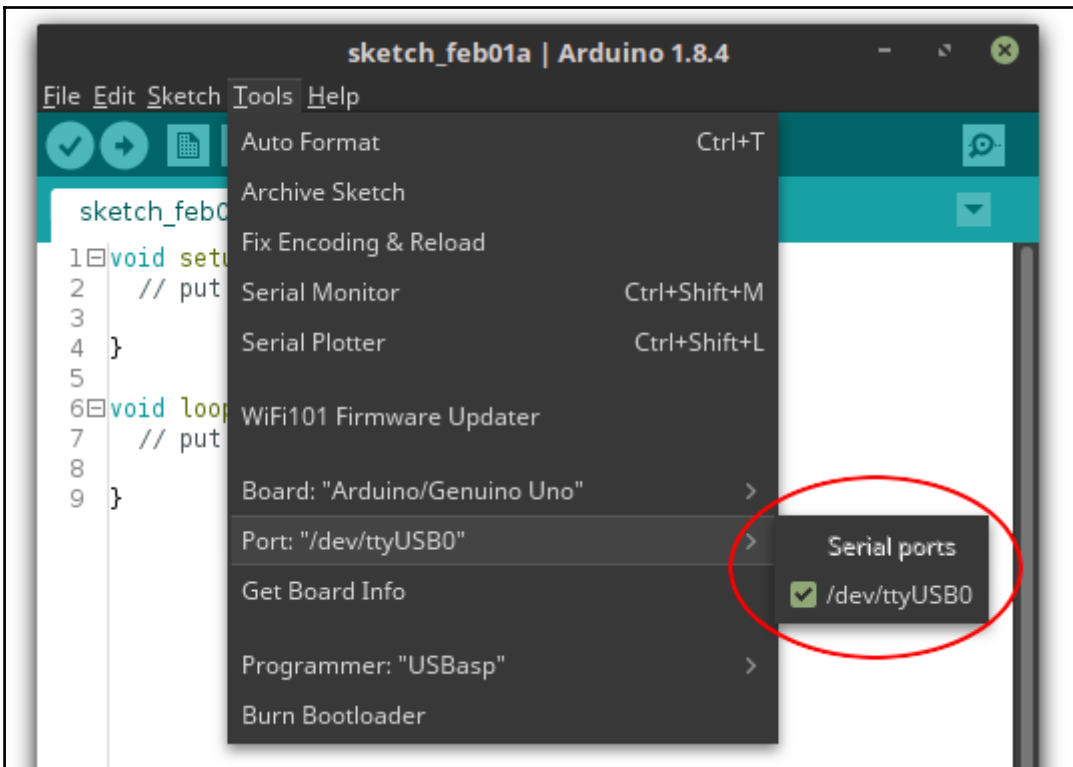 sketch_feb01a | Arduino 1.8.4
File Edit Sketch Tools Help
Auto Format Ctrl+T
Archive Sketch
Fix Encoding & Reload
Serial Monitor Ctrl+Shift+M
Serial Plotter Ctrl+Shift+L
WiFi101 Firmware Updater
Board: "Arduino/Genuino Uno"
Port: "/dev/ttyUSB0"
Get Board Info
Programmer: "USBasp"
Burn Bootloader
Serial ports
/dev/ttyUSB0
sketch_feb0
1 void setu
2 // put
3
4 }
5
6 void loop
7 // put
8
9 }